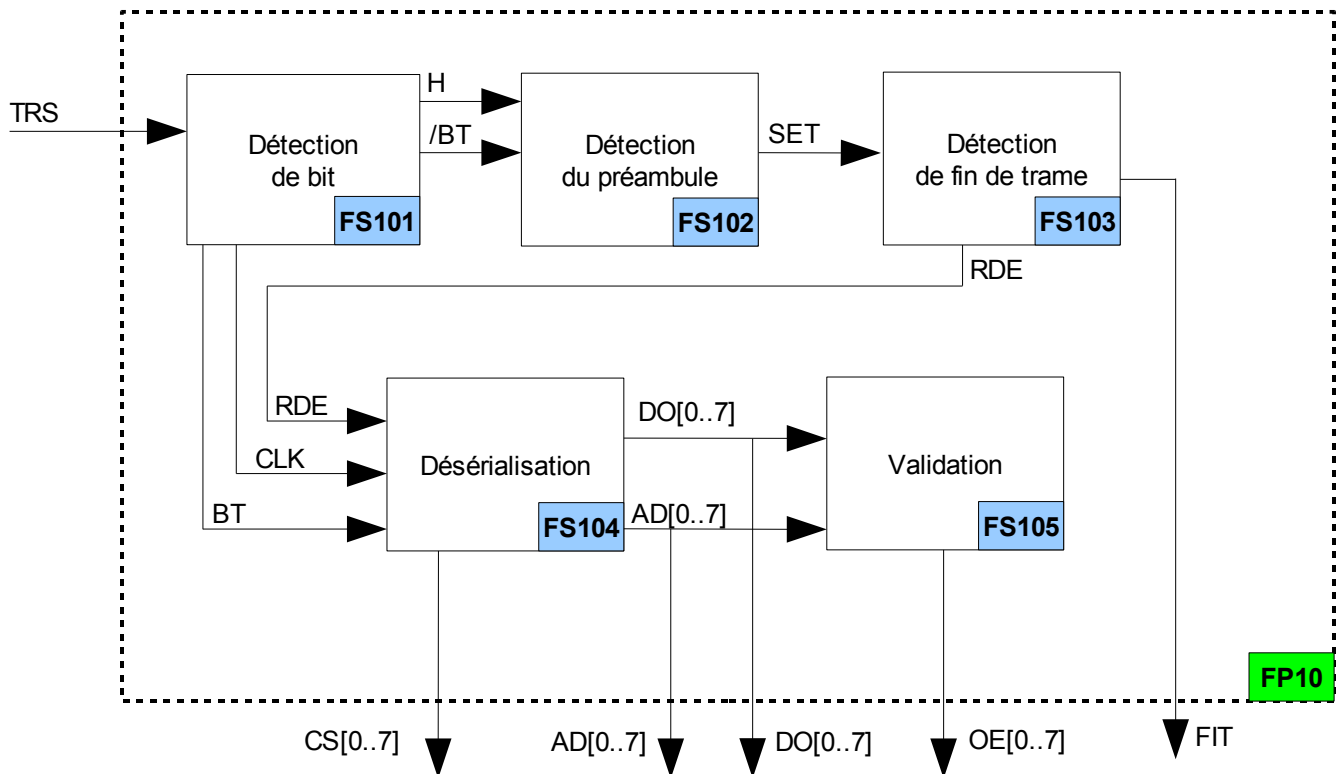 TRS
H
/BT
Détection
de bit
FS101
Détection
du préambule
FS102
SET
Détection
de fin de trame
FS103
RDE
RDE
CLK
BT
Désérialisation
FS104
DO[0..7]
AD[0..7]
Validation
FS105
FP10
CS[0..7]
AD[0..7]
DO[0..7]
OE[0..7]
FIT